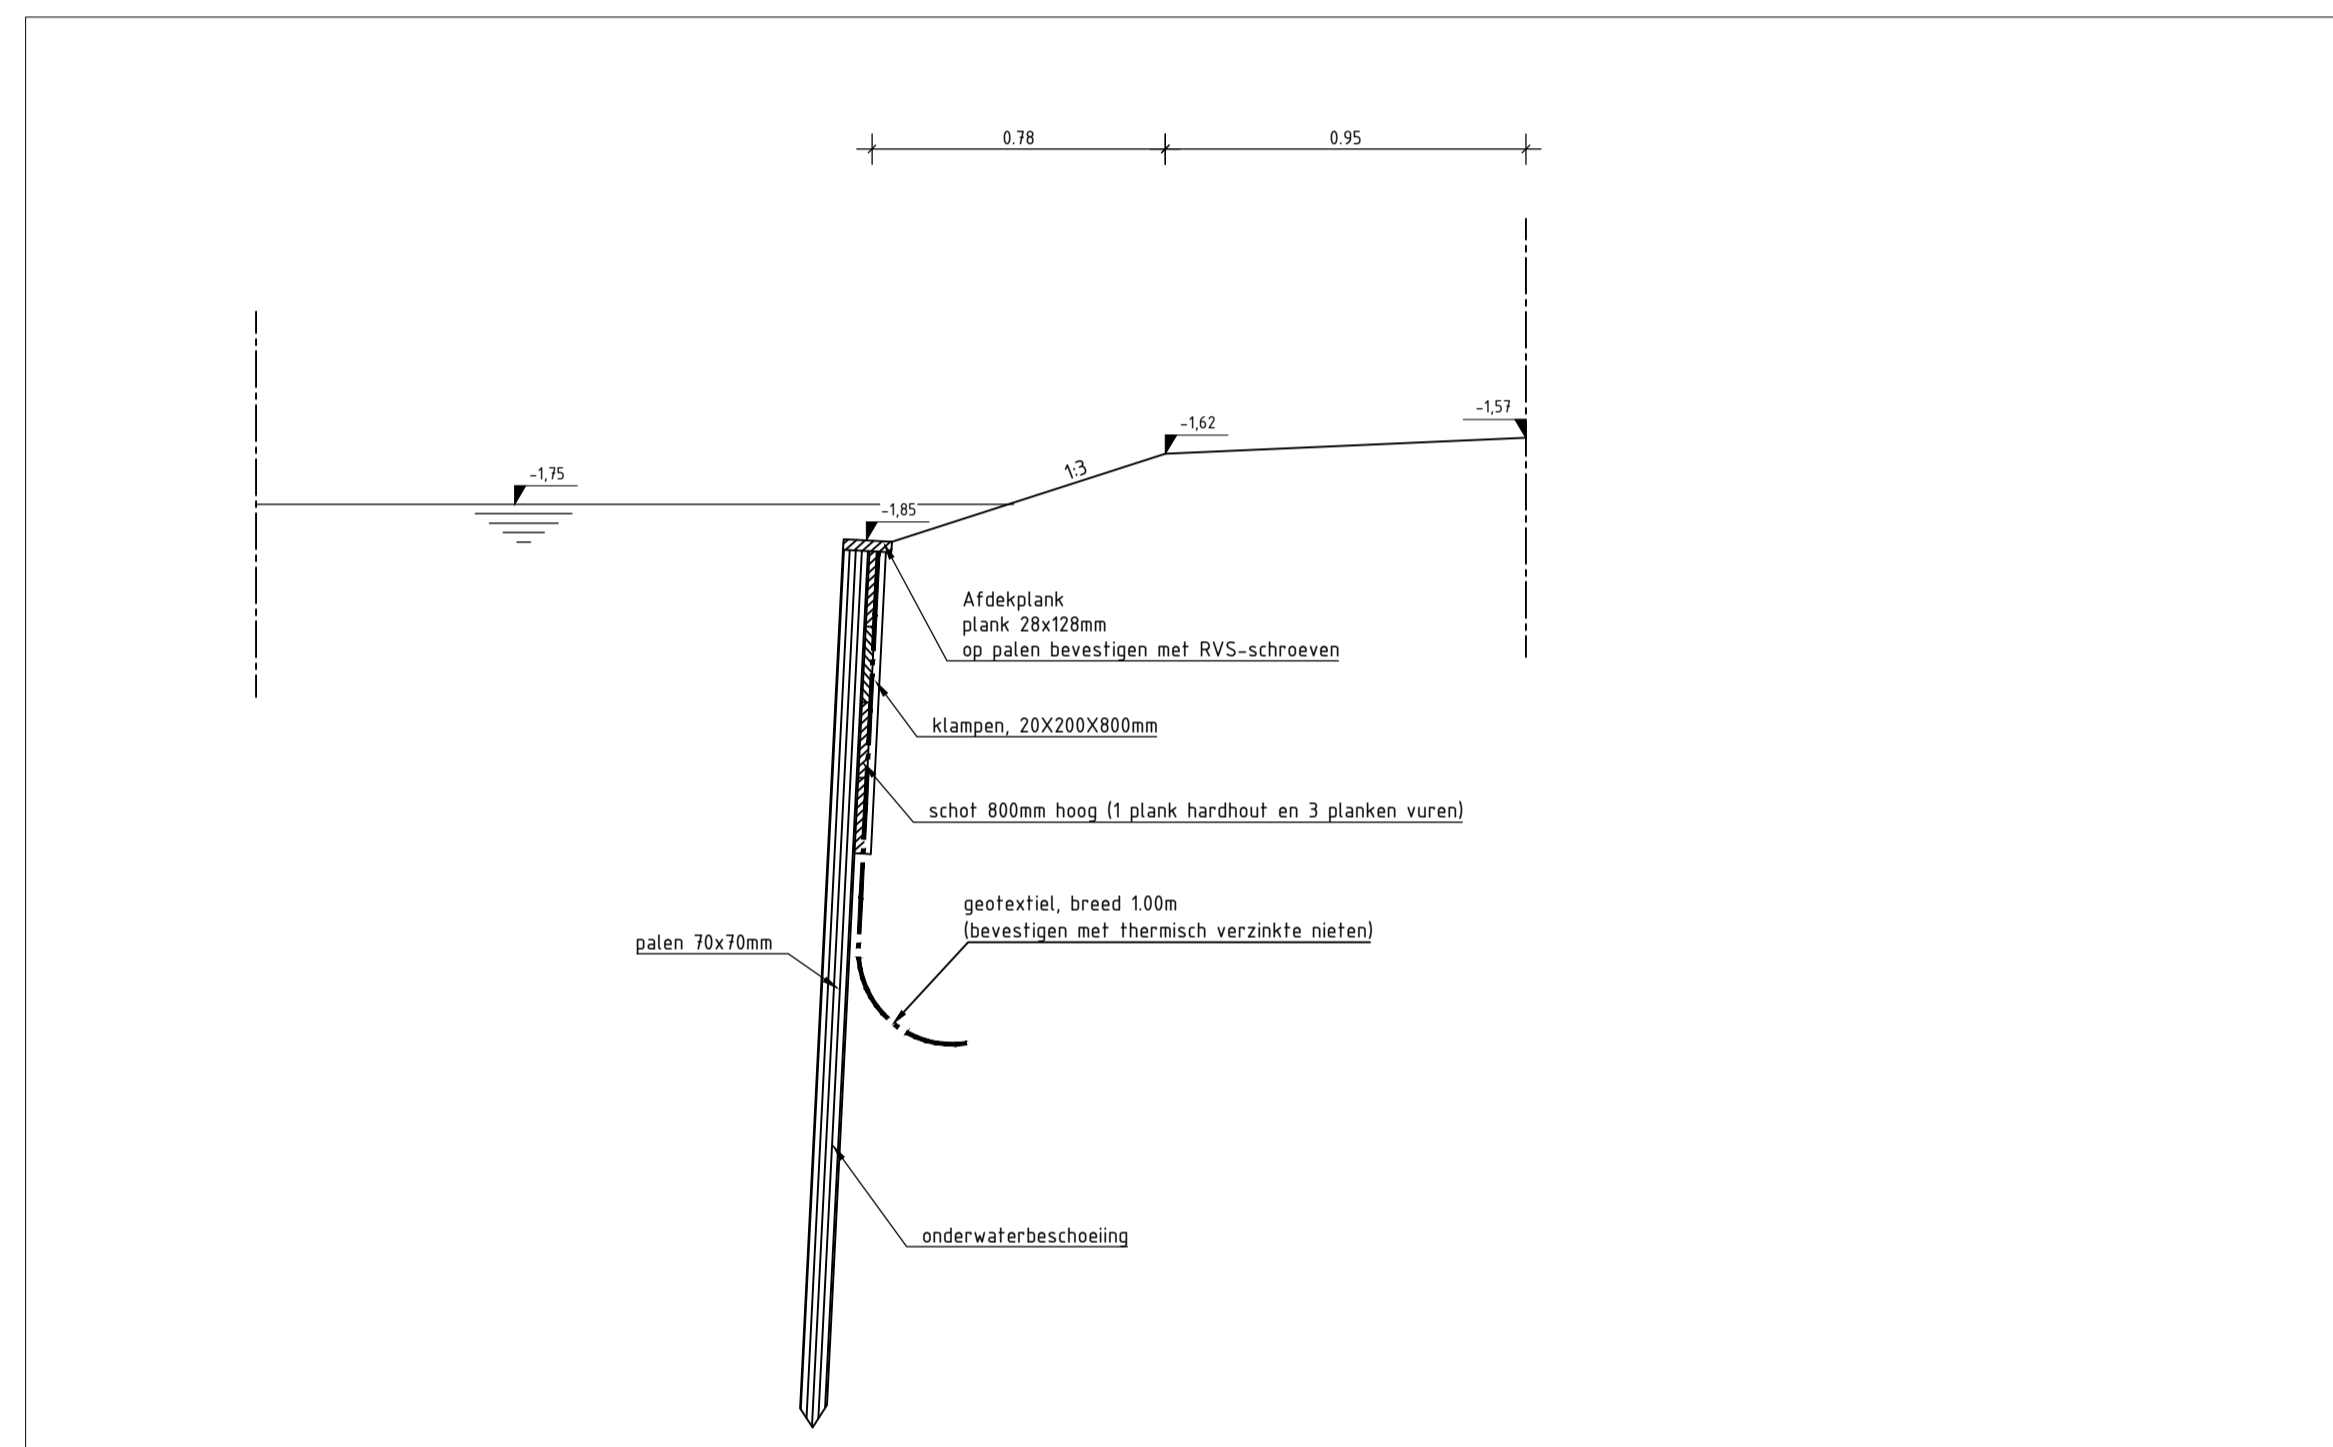 0.78
0.95
-1,57
-1,62
1:3
-1,75
-1,85
Afdekplank
plank 28x128mm
op palen bevestigen met RVS-schroeven
klampen, 20X200X800mm
schot 800mm hoog (1 plank hardhout en 3 planken vuren)
geotextiel, breed 1.00m
(bevestigen met thermisch verzinkte nieten)
palen 70x70mm
onderwaterbeschoeiing